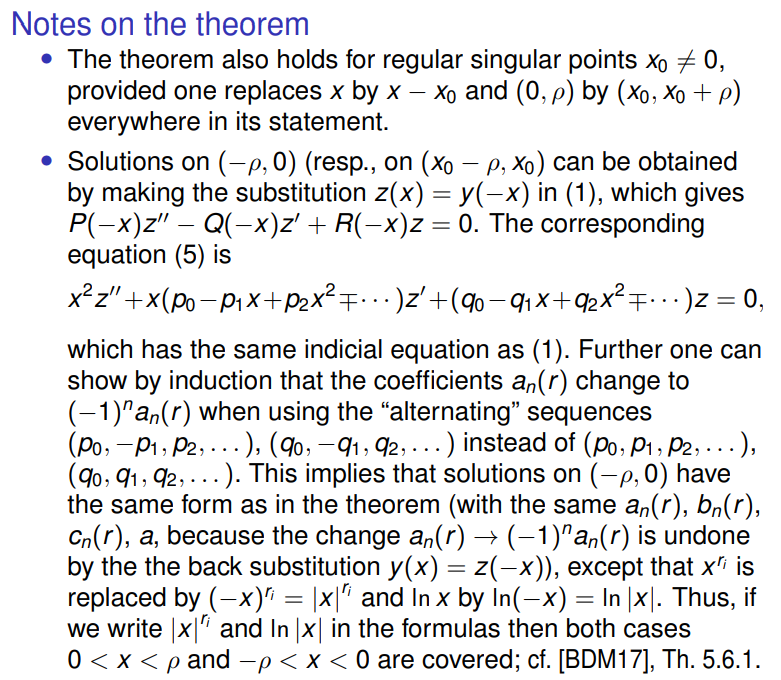 Notes on the theorem
• The theorem also holds for regular singular points x₀ ≠ 0,
provided one replaces x by x − x₀ and (0, ρ) by (x₀, x₀ + ρ)
everywhere in its statement.
• Solutions on (−ρ, 0) (resp., on (x₀ − ρ, x₀) can be obtained
by making the substitution z(x) = y(−x) in (1), which gives
P(−x)z″ − Q(−x)z′ + R(−x)z = 0. The corresponding
equation (5) is
x²z″ + x(p₀ − p₁x + p₂x² ∓ ⋯)z′ + (q₀ − q₁x + q₂x² ∓ ⋯)z = 0,
which has the same indicial equation as (1). Further one can
show by induction that the coefficients aₙ(r) change to
(−1)ⁿaₙ(r) when using the “alternating” sequences
(p₀, −p₁, p₂, . . . ), (q₀, −q₁, q₂, . . . ) instead of (p₀, p₁, p₂, . . . ),
(q₀, q₁, q₂, . . . ). This implies that solutions on (−ρ, 0) have
the same form as in the theorem (with the same aₙ(r), bₙ(r),
cₙ(r), a, because the change aₙ(r) → (−1)ⁿaₙ(r) is undone
by the the back substitution y(x) = z(−x)), except that xʳⁱ is
replaced by (−x)ʳⁱ = |x|ʳⁱ and ln x by ln(−x) = ln |x|. Thus, if
we write |x|ʳⁱ and ln |x| in the formulas then both cases
0 < x < ρ and −ρ < x < 0 are covered; cf. [BDM17], Th. 5.6.1.